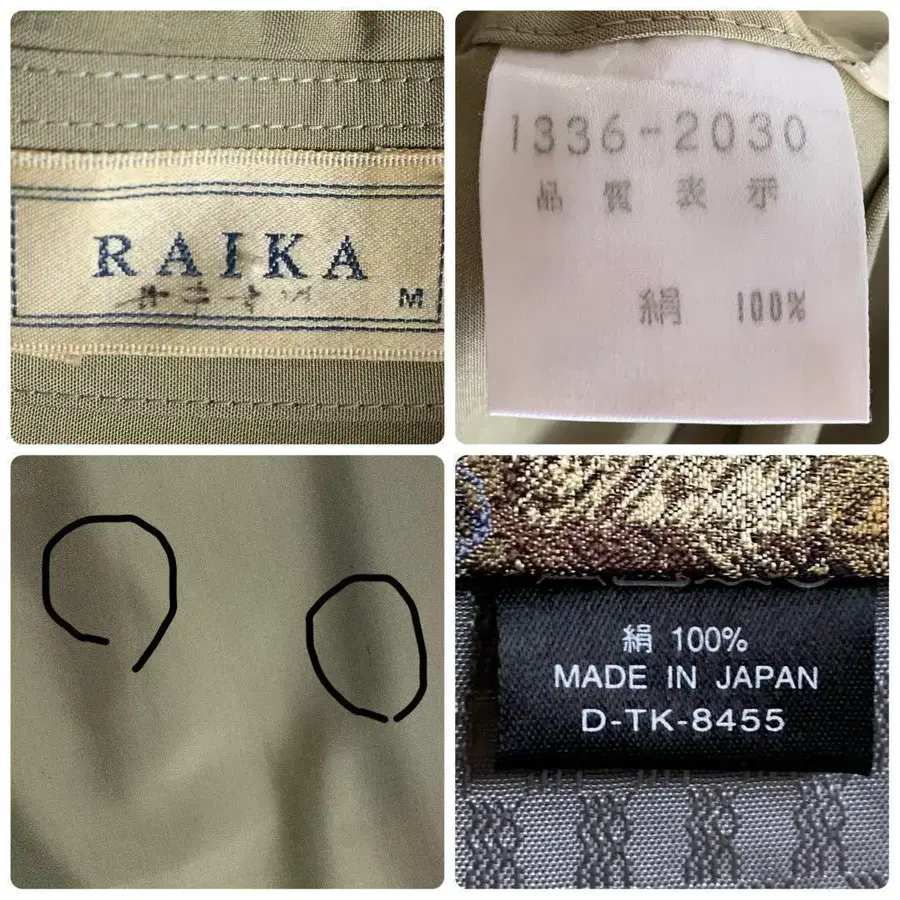 RAIKA
M
1336-2030
品質表示
絹 100%
絹 100%
MADE IN JAPAN
D-TK-8455